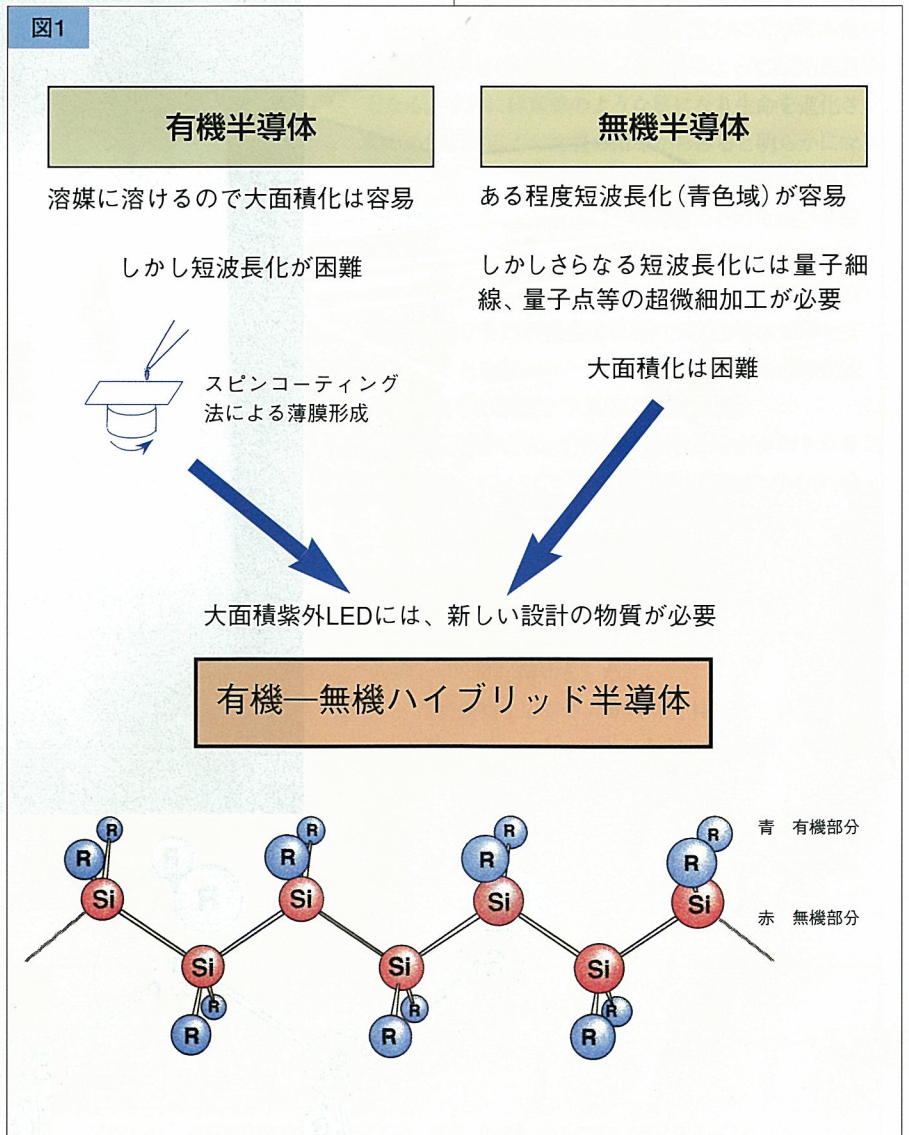 図1
有機半導体
溶媒に溶けるので大面積化は容易
しかし短波長化が困難
スピンコーティング
法による薄膜形成
無機半導体
ある程度短波長化（青色域）が容易
しかしさらなる短波長化には量子細
線、量子点等の超微細加工が必要
大面積化は困難
大面積紫外LEDには、新しい設計の物質が必要
有機―無機ハイブリッド半導体
R R R R R R R R
青 有機部分
Si Si Si Si
赤 無機部分
Si Si Si
R R R R R R